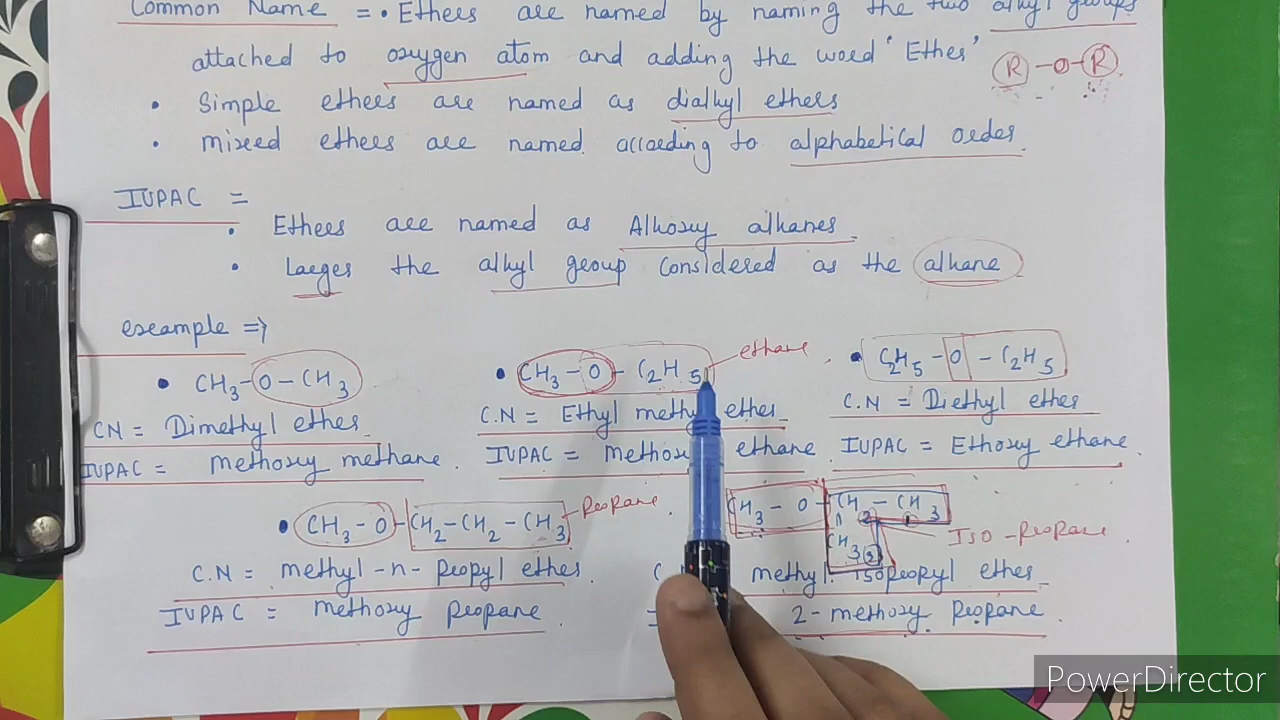 Common Name = • Ethers are named by naming the two alkyl groups
attached to oxygen atom and adding the word 'Ether'
R - O - R
• Simple ethers are named as dialkyl ethers
• mixed ethers are named according to alphabetical order
IUPAC =
• Ethers are named as Alkoxy alkanes
• Larger the alkyl group considered as the alkane
example =>
• CH3 - O - CH3
CN = Dimethyl ether
IUPAC = methoxy methane
• CH3 - O - C2H5
ethane
C.N = Ethyl methyl ether
IUPAC = methoxy ethane
• C2H5 - O - C2H5
C.N = Diethyl ether
IUPAC = Ethoxy ethane
• CH3 - O - CH2 - CH2 - CH3
Propane
C.N = methyl - n - propyl ether
IUPAC = methoxy propane
CH3 - O - CH2 - CH3
CH3
2 1
3
Iso - propane
methyl isopropyl ether
2 - methoxy propane
PowerDirector